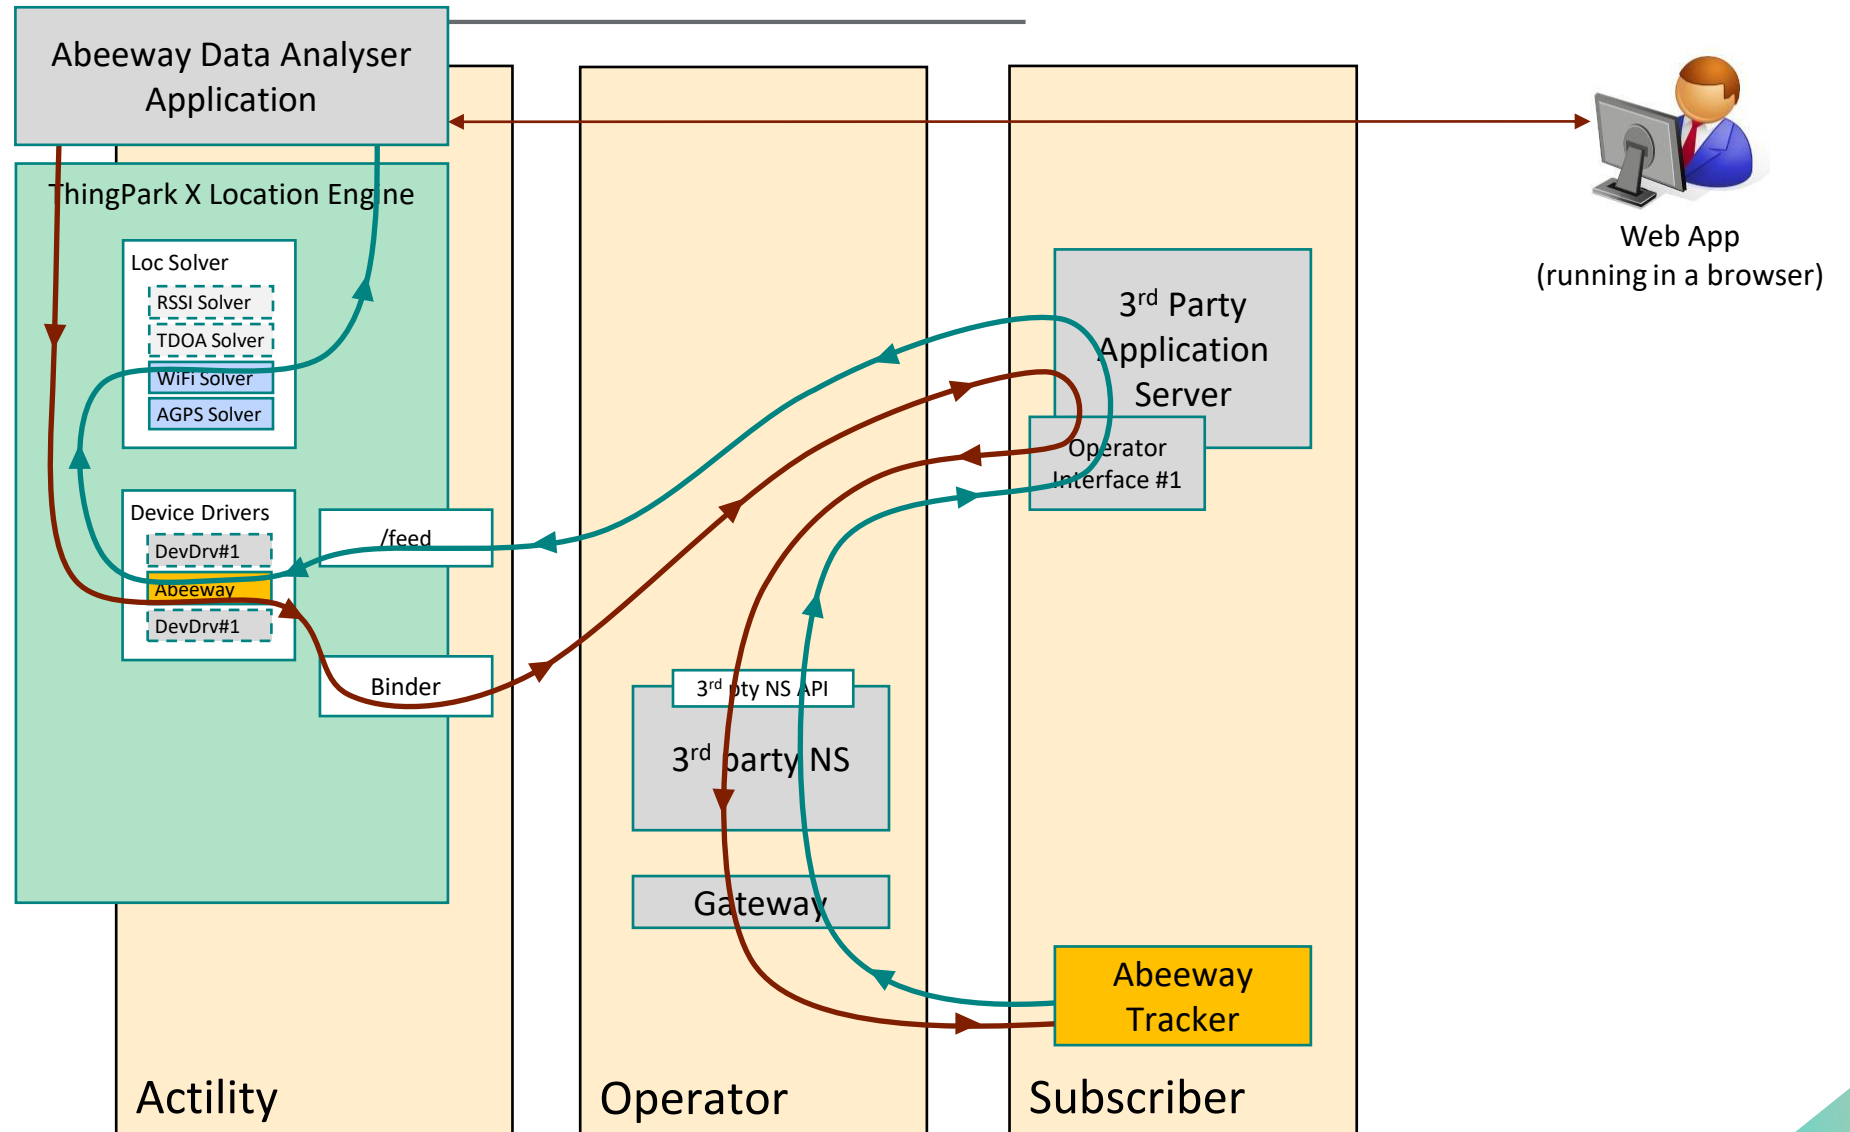 Abeeway Data Analyser
Application
ThingPark X Location Engine
Loc Solver
RSSI Solver
TDOA Solver
WiFi Solver
AGPS Solver
Device Drivers
DevDrv#1
Abeeway
DevDrv#1
/feed
Binder
Actility
3rd pty NS API
3rd party NS
Gateway
Operator
3rd Party
Application
Server
Operator
Interface #1
Abeeway
Tracker
Subscriber
Web App
(running in a browser)